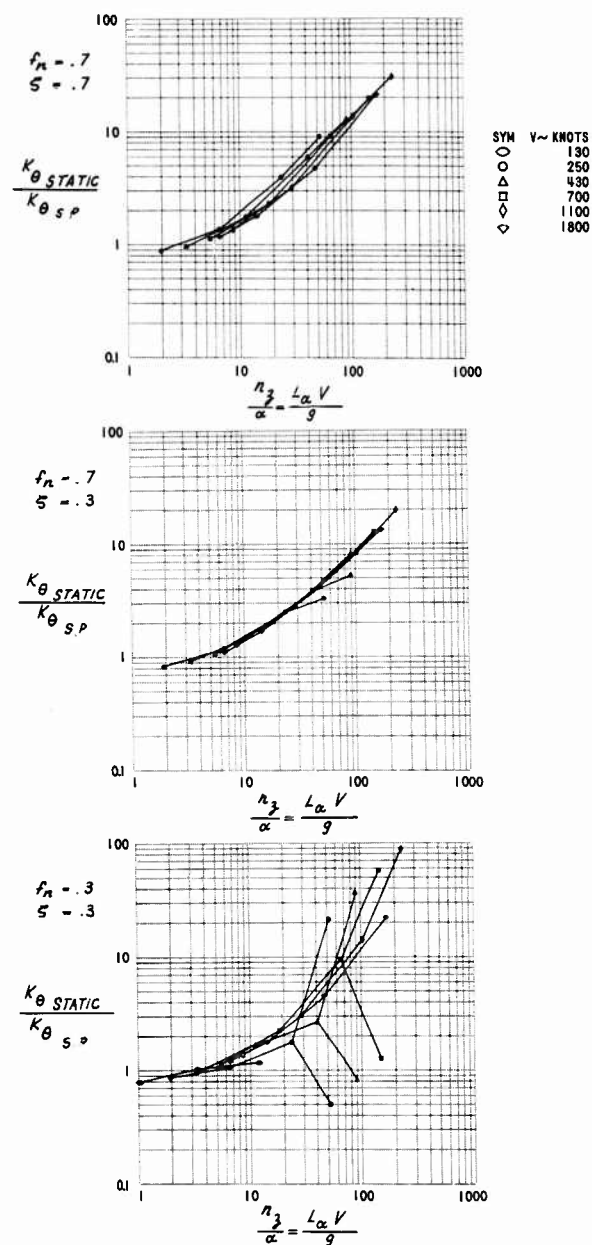 100
fn = .7
ζ = .7
10
Kθ STATIC
Kθ S.P
1
0.1
1 10 100 1000
nz/α = Lα V/g
SYM V~ KNOTS
130
250
430
700
1100
1800
100
fn = .7
ζ = .3
10
Kθ STATIC
Kθ S.P
1
0.1
1 10 100 1000
nz/α = Lα V/g
100
fn = .3
ζ = .3
10
Kθ STATIC
Kθ S P
1
0.1
1 10 100 1000
nz/α = Lα V/g